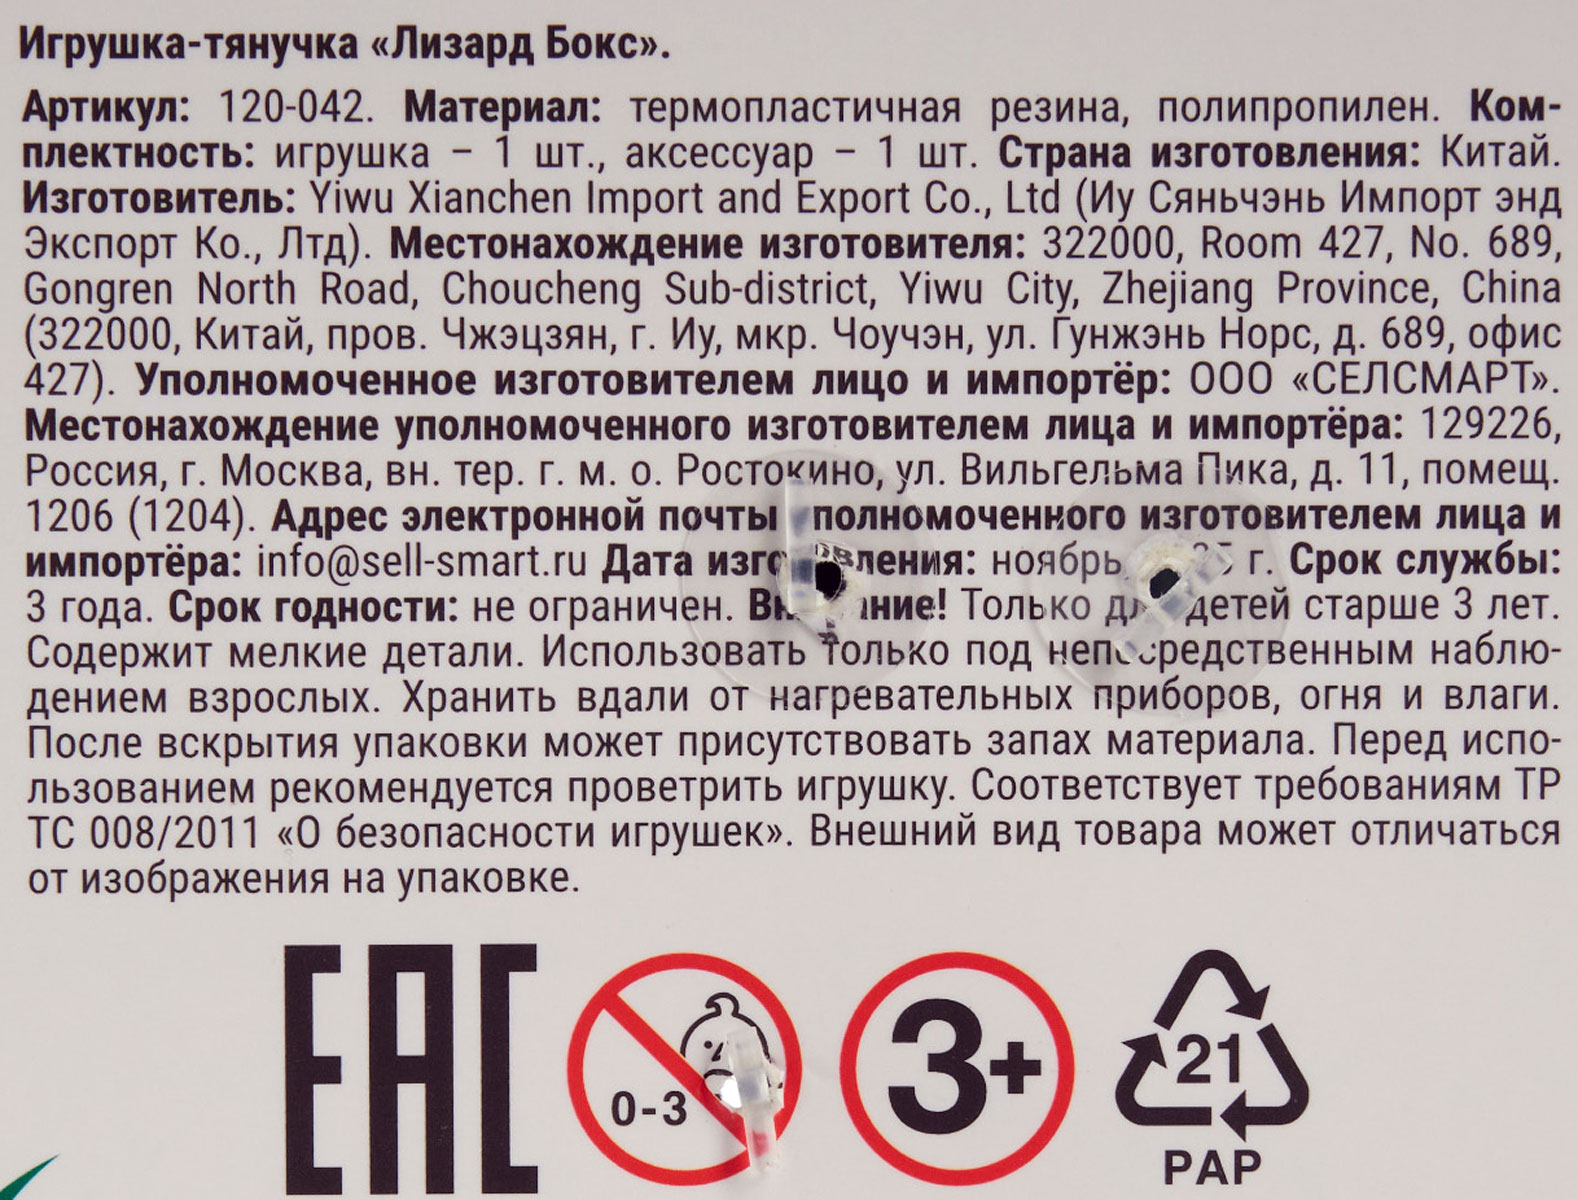 Игрушка-тянучка «Лизард Бокс».
Артикул: 120-042. Материал: термопластичная резина, полипропилен. Ком-
плектность: игрушка – 1 шт., аксессуар – 1 шт. Страна изготовления: Китай.
Изготовитель: Yiwu Xianchen Import and Export Co., Ltd (Иу Сяньчэнь Импорт энд
Экспорт Ко., Лтд). Местонахождение изготовителя: 322000, Room 427, No. 689,
Gongren North Road, Choucheng Sub-district, Yiwu City, Zhejiang Province, China
(322000, Китай, пров. Чжэцзян, г. Иу, мкр. Чоучэн, ул. Гунжэнь Норс, д. 689, офис
427). Уполномоченное изготовителем лицо и импортёр: ООО «СЕЛСМАРТ».
Местонахождение уполномоченного изготовителем лица и импортёра: 129226,
Россия, г. Москва, вн. тер. г. м. о. Ростокино, ул. Вильгельма Пика, д. 11, помещ.
1206 (1204). Адрес электронной почты уполномоченного изготовителем лица и
импортёра: info@sell-smart.ru Дата изготовления: ноябрь г. Срок службы:
3 года. Срок годности: не ограничен. Внимание! Только для детей старше 3 лет.
Содержит мелкие детали. Использовать только под непосредственным наблю-
дением взрослых. Хранить вдали от нагревательных приборов, огня и влаги.
После вскрытия упаковки может присутствовать запах материала. Перед испо-
льзованием рекомендуется проветрить игрушку. Соответствует требованиям ТР
ТС 008/2011 «О безопасности игрушек». Внешний вид товара может отличаться
от изображения на упаковке.
EAC
0-3
3+
21
PAP